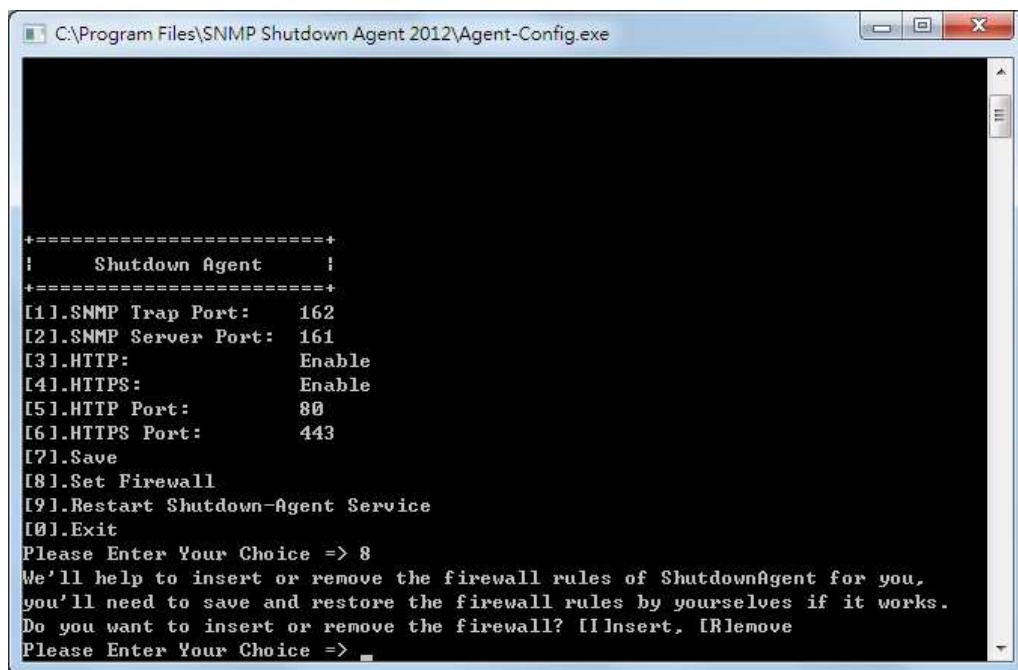 C:\Program Files\SNMP Shutdown Agent 2012\Agent-Config.exe
+========================+
|     Shutdown Agent     |
+========================+
[1].SNMP Trap Port:    162
[2].SNMP Server Port:  161
[3].HTTP:              Enable
[4].HTTPS:             Enable
[5].HTTP Port:         80
[6].HTTPS Port:        443
[7].Save
[8].Set Firewall
[9].Restart Shutdown-Agent Service
[0].Exit
Please Enter Your Choice => 8
We'll help to insert or remove the firewall rules of ShutdownAgent for you,
you'll need to save and restore the firewall rules by yourselves if it works.
Do you want to insert or remove the firewall? [I]nsert, [R]emove
Please Enter Your Choice => _